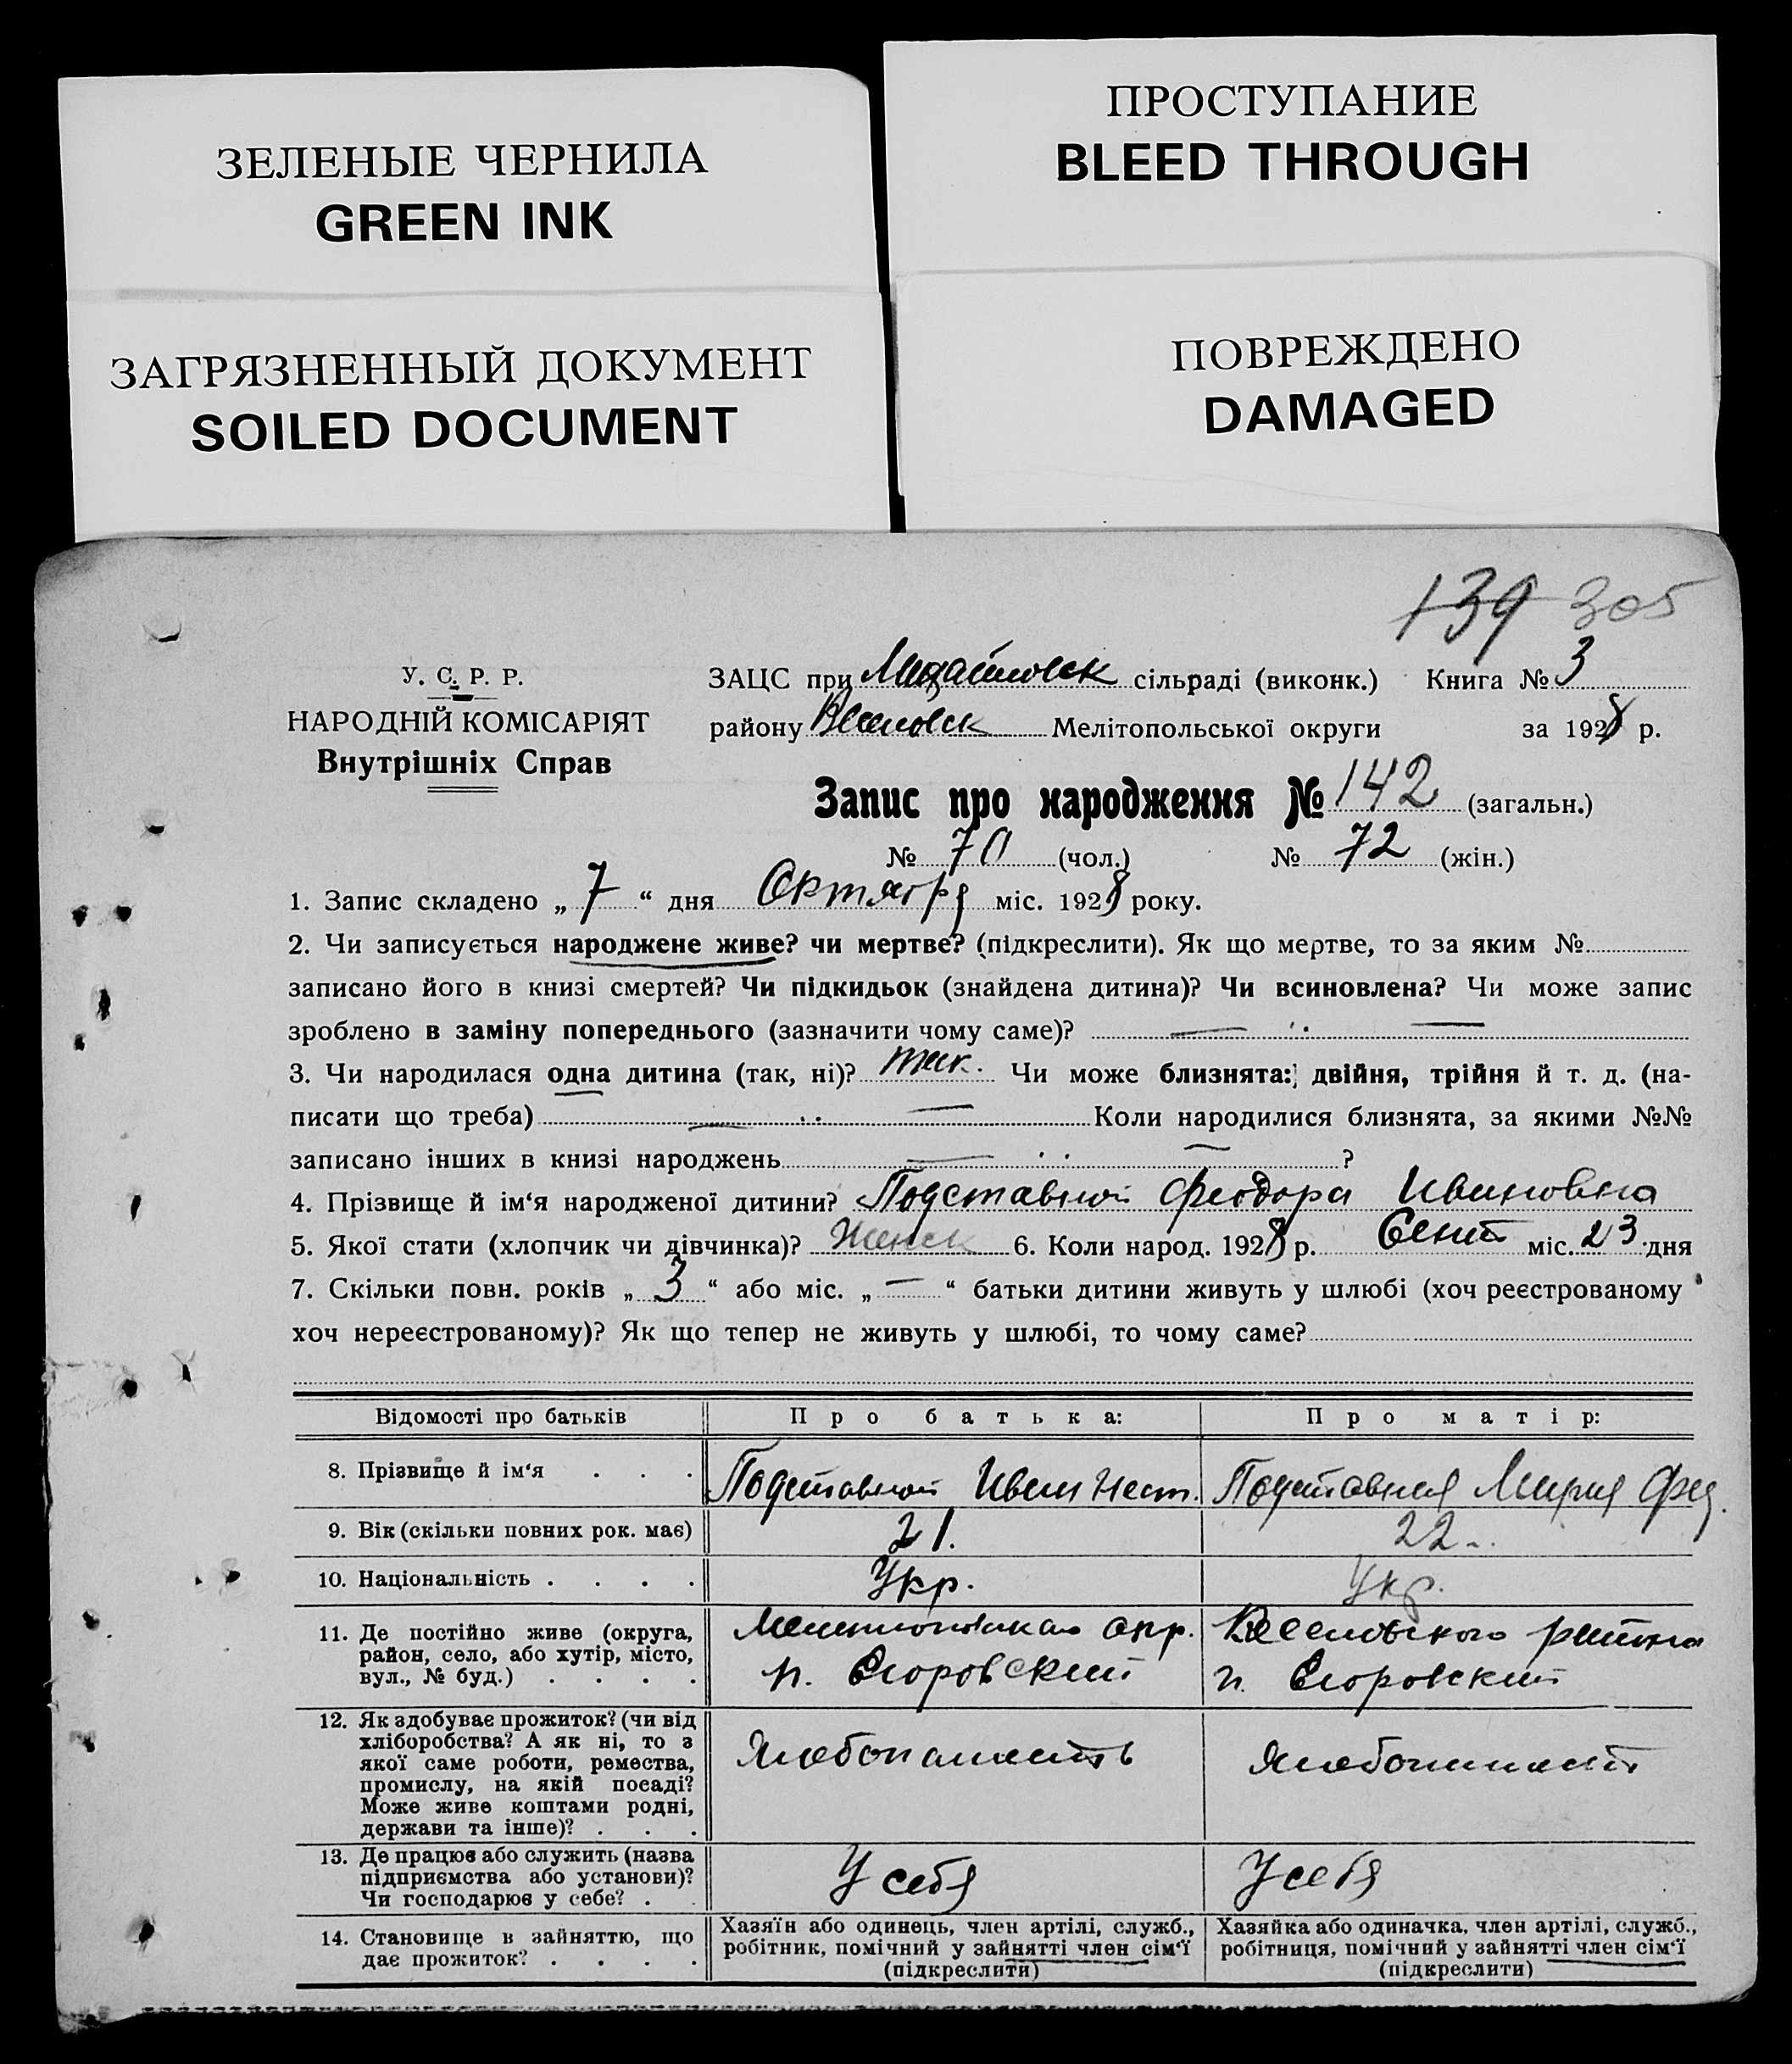 ЗЕЛЕНЫЕ ЧЕРНИЛА
GREEN INK
ЗАГРЯЗНЕННЫЙ ДОКУМЕНТ
SOILED DOCUMENT
ПРОСТУПАНИЕ
BLEED THROUGH
ПОВРЕЖДЕНО
DAMAGED
139 305
У. С. Р. Р.
НАРОДНІЙ КОМІСАРІЯТ
Внутрішніх Справ
ЗАЦС при сільраді (виконк.) Книга № 3
району Мелітопольської округи за 1928 р.
Запис про народження № 142 (загальн.)
№ 70 (чол.) № 72 (жін.)
1. Запис складено „ 7 “ дня Октября міс. 1928 року.
2. Чи записується народжене живе? чи мертве? (підкреслити). Як що мертве, то за яким №
записано його в книзі смертей? Чи підкидьок (знайдена дитина)? Чи всиновлена? Чи може запис
зроблено в заміну попереднього (зазначити чому саме)?
3. Чи народилася одна дитина (так, ні)? так. Чи може близнята: двійня, трійня й т. д. (на-
писати що треба) Коли народилися близнята, за якими №№
записано інших в книзі народжень ?
4. Прізвище й ім‘я народженої дитини? Подставной Феодора Ивановна
5. Якої стати (хлопчик чи дівчинка)? Женск 6. Коли народ. 1928 р. Сент міс. 23 дня
7. Скільки повн. років „ 3 “ або міс. „ — “ батьки дитини живуть у шлюбі (хоч реєстрованому
хоч нереєстрованому)? Як що тепер не живуть у шлюбі, то чому саме?
Відомості про батьків Про батька: Про матір:
8. Прізвище й ім‘я . . . Подставной Иван Нест. Подставная Мария Фед.
9. Вік (скільки повних рок. має) 21. 22
10. Національність . . . . Укр. Укр.
11. Де постійно живе (округа,
район, село, або хутір, місто,
вул., № буд.) . . . .
окр. Веселовского района
п. Егоровский п. Егоровский
12. Як здобуває прожиток? (чи від
хліборобства? А як ні, то з
якої саме роботи, ремества,
промислу, на якій посаді?
Може живе коштами родні,
держави та інше)? . . .
Хлебопашеств Хлебопашеств
13. Де працює або служить (назва
підприємства або установи)?
Чи господарює у себе? . .
У себя У себя
14. Становище в зайняттю, що
дає прожиток? . . . .
Хазяїн або одинець, член артілі, служб.,
робітник, помічний у зайнятті член сім‘ї
(підкреслити)
Хазяйка або одиначка, член артілі, служб.,
робітниця, помічний у зайнятті член сім‘ї
(підкреслити)